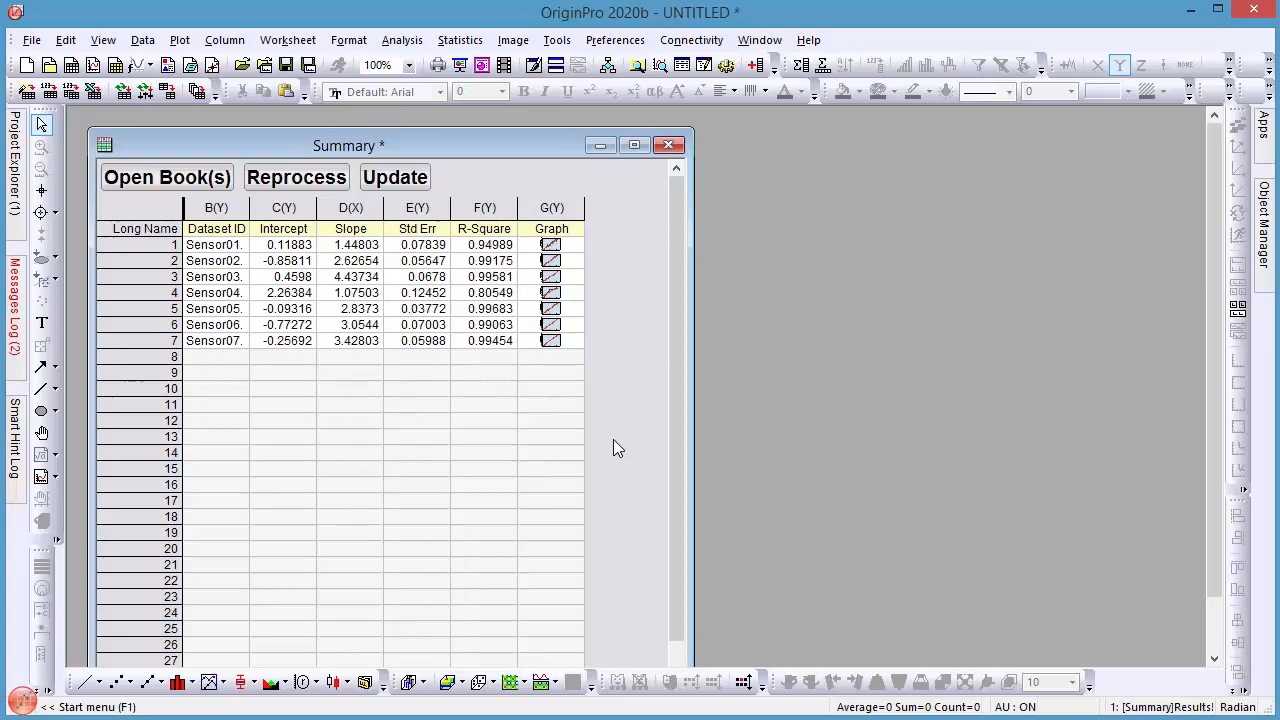 OriginPro 2020b - UNTITLED *
File Edit View Data Plot Column Worksheet Format Analysis Statistics Image Tools Preferences Connectivity Window Help
100%
X Y Z
Default: Arial 0 B I U 0
Project Explorer (1)
Messages Log (2)
Smart Hint Log
Apps
Object Manager
Summary *
Open Book(s) Reprocess Update
B(Y) C(Y) D(X) E(Y) F(Y) G(Y)
Long Name Dataset ID Intercept Slope Std Err R-Square Graph
1 Sensor01. 0.11883 1.44803 0.07839 0.94989
2 Sensor02. -0.85811 2.62654 0.05647 0.99175
3 Sensor03. 0.4598 4.43734 0.0678 0.99581
4 Sensor04. 2.26384 1.07503 0.12452 0.80549
5 Sensor05. -0.09316 2.8373 0.03772 0.99683
6 Sensor06. -0.77272 3.0544 0.07003 0.99063
7 Sensor07. -0.25692 3.42803 0.05988 0.99454
8
9
10
11
12
13
14
15
16
17
18
19
20
21
22
23
24
25
26
27
10
<< Start menu (F1) Average=0 Sum=0 Count=0 AU : ON 1: [Summary]Results! Radian